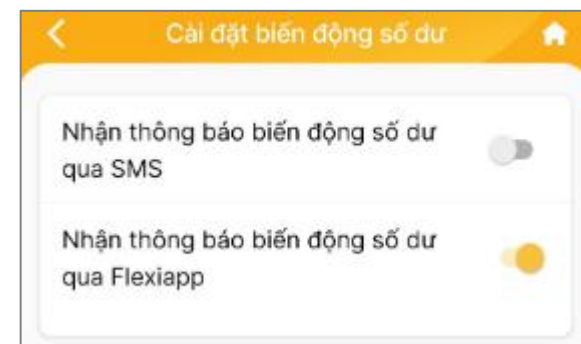 Cài đặt biến động số dư
Nhận thông báo biến động số dư
qua SMS
Nhận thông báo biến động số dư
qua Flexiapp